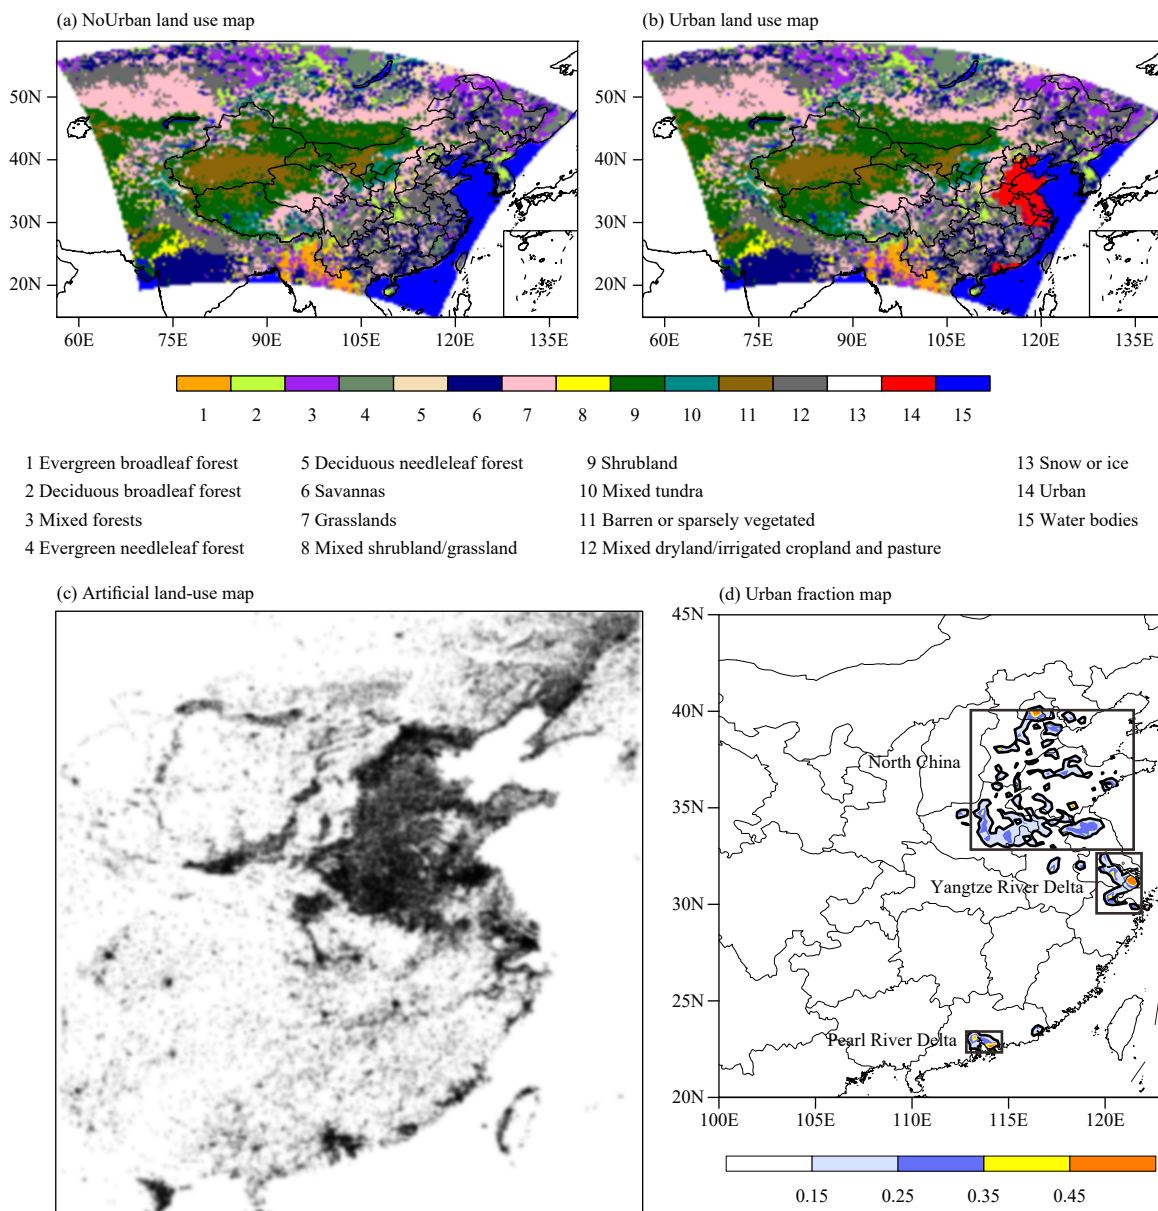 (a) NoUrban land use map
(b) Urban land use map
50N
40N
30N
20N
60E 75E 90E 105E 120E 135E
50N
40N
30N
20N
60E 75E 90E 105E 120E 135E
1 2 3 4 5 6 7 8 9 10 11 12 13 14 15
1 Evergreen broadleaf forest
2 Deciduous broadleaf forest
3 Mixed forests
4 Evergreen needleleaf forest
5 Deciduous needleleaf forest
6 Savannas
7 Grasslands
8 Mixed shrubland/grassland
9 Shrubland
10 Mixed tundra
11 Barren or sparsely vegetated
12 Mixed dryland/irrigated cropland and pasture
13 Snow or ice
14 Urban
15 Water bodies
(c) Artificial land-use map
(d) Urban fraction map
45N
40N
North China
35N
Yangtze River Delta
30N
25N
Pearl River Delta
20N
100E 105E 110E 115E 120E
0.15 0.25 0.35 0.45